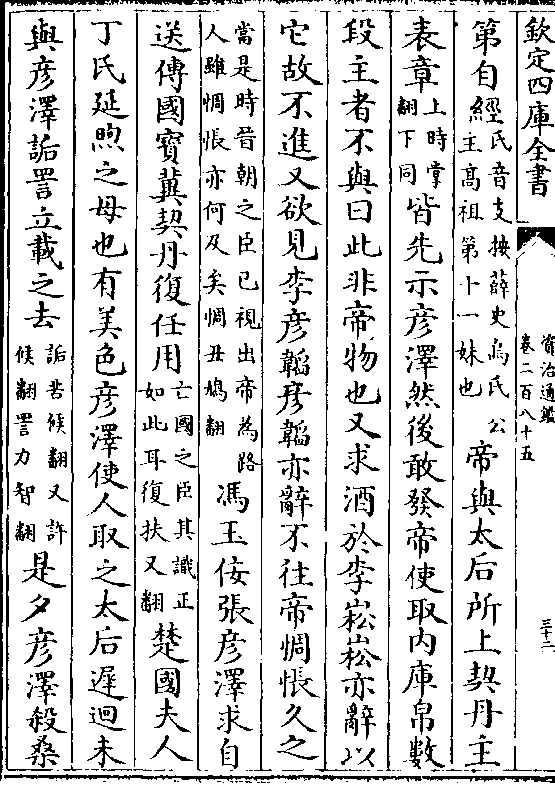 欽定四庫全書
資治通鑑
卷二百八十五
三十二
第自經氏音支按薛史烏氏公
主高祖第十一妹也帝與太后所上契丹主
表章上時掌
翻下同皆先示彦澤然後敢發帝使取内庫帛數
段主者不與曰此非帝物也又求酒於李崧崧亦辭以
它故不進又欲見李彦韜彦韜亦辭不往帝惆悵久之
當是時晉朝之臣已視出帝為路
人雖惆悵亦何及矣惆丑鳩翻馮玉佞張彦澤求自
送傳國寳冀契丹復任用亡國之臣其識正
如此耳復扶又翻楚國夫人
丁氏延煦之母也有美色彦澤使人取之太后遲迴未
與彦澤詬詈立載之去詬苦候翻又許
候翻詈力智翻是夕彦澤殺桑